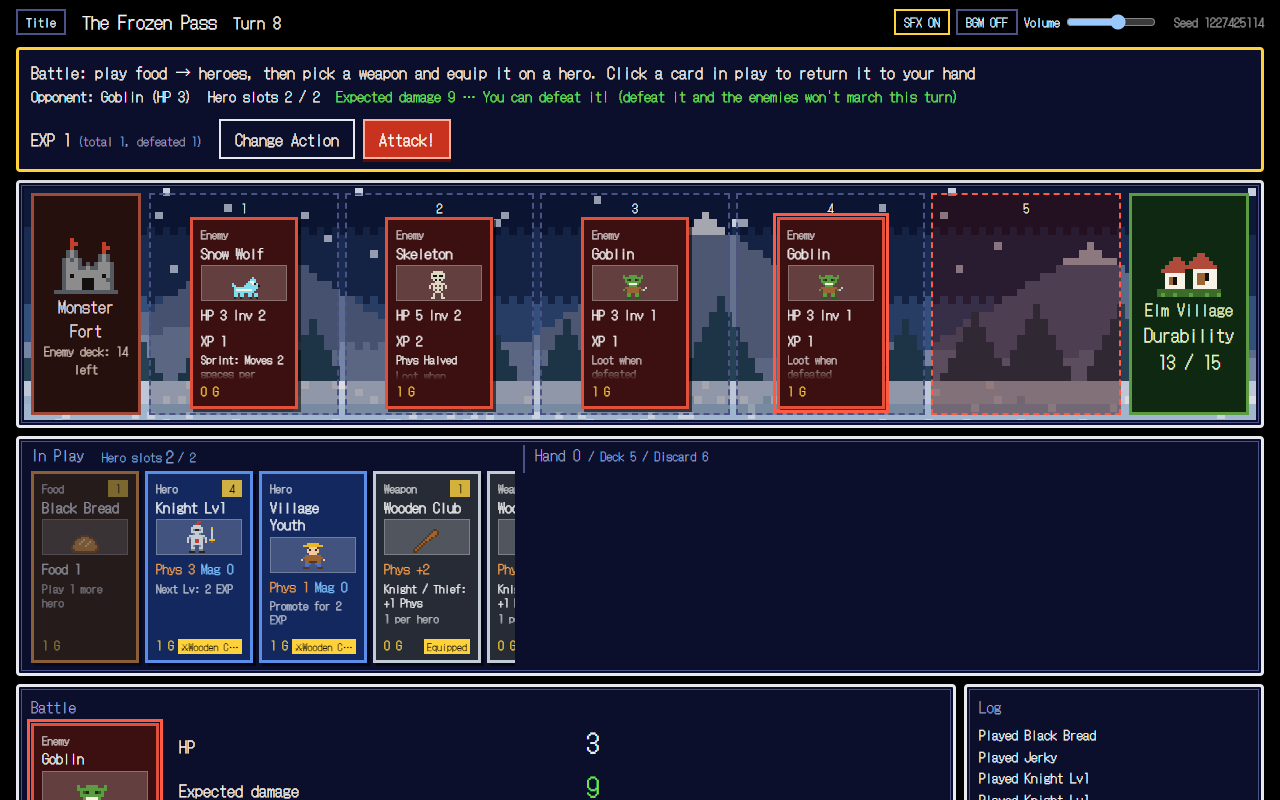 Title The Frozen Pass Turn 8 SFX ON BGM OFF Volume Seed 1227425114
Battle: play food → heroes, then pick a weapon and equip it on a hero. Click a card in play to return it to your hand
Opponent: Goblin (HP 3) Hero slots 2 / 2 Expected damage 9 … You can defeat it! (defeat it and the enemies won't march this turn)
EXP 1 (total 1, defeated 1) Change Action Attack!
Monster
Fort
Enemy deck: 14
left
1
Enemy
Snow Wolf
HP 3 Inv 2
XP 1
Sprint: Moves 2
spaces per
0 G
2
Enemy
Skeleton
HP 5 Inv 2
XP 2
Phys Halved
Loot when
1 G
3
Enemy
Goblin
HP 3 Inv 1
XP 1
Loot when
defeated
1 G
4
Enemy
Goblin
HP 3 Inv 1
XP 1
Loot when
defeated
1 G
5
Elm Village
Durability
13 / 15
In Play Hero slots 2 / 2
Food 1
Black Bread
Food 1
Play 1 more
hero
1 G
Hero 4
Knight Lv1
Phys 3 Mag 0
Next Lv: 2 EXP
1 G ⚔Wooden C…
Hero
Village
Youth
Phys 1 Mag 0
Promote for 2
EXP
1 G ⚔Wooden C…
Weapon 1
Wooden Club
Phys +2
Knight / Thief:
+1 Phys
1 per hero
0 G Equipped
Hand 0 / Deck 5 / Discard 6
Battle
Enemy
Goblin
HP 3
Expected damage 9
Log
Played Black Bread
Played Jerky
Played Knight Lv1